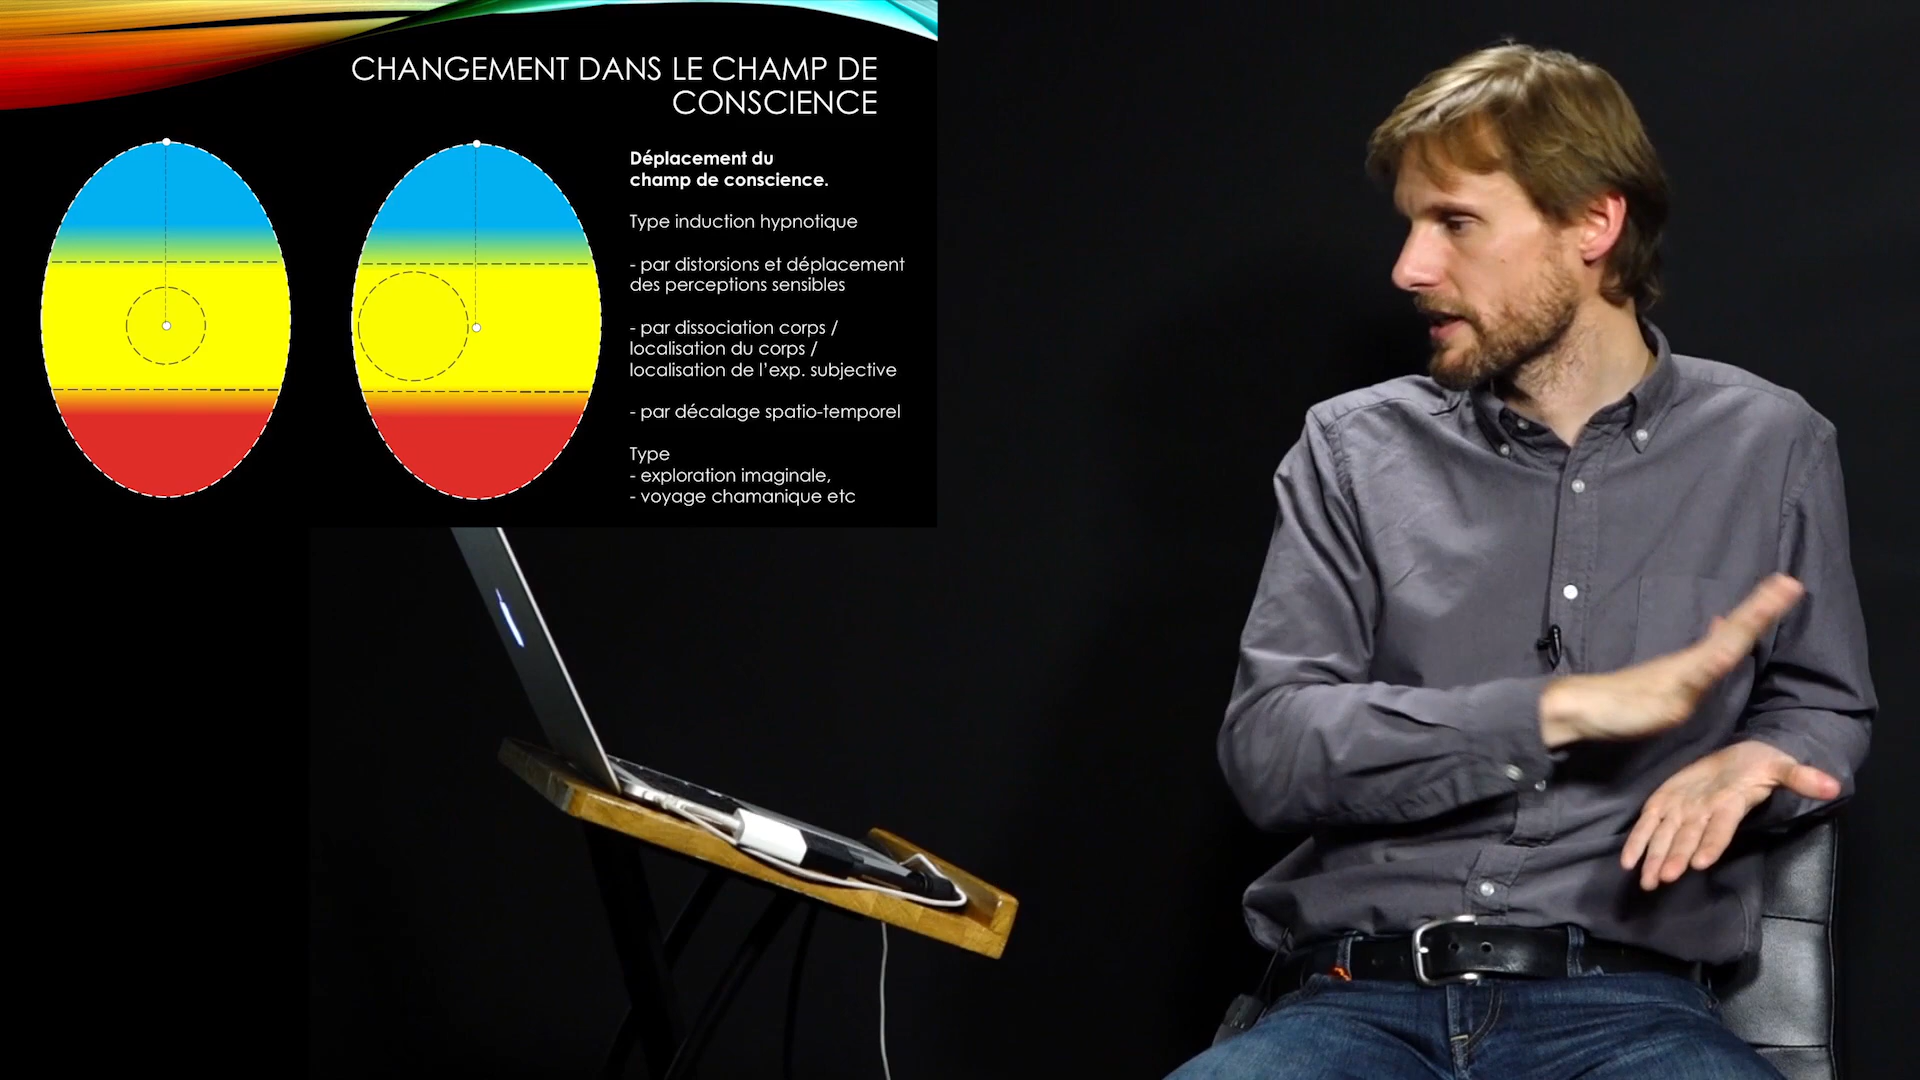 CHANGEMENT DANS LE CHAMP DE
CONSCIENCE
Déplacement du
champ de conscience.
Type induction hypnotique
- par distorsions et déplacement
des perceptions sensibles
- par dissociation corps /
localisation du corps /
localisation de l'exp. subjective
- par décalage spatio-temporel
Type
- exploration imaginale,
- voyage chamanique etc